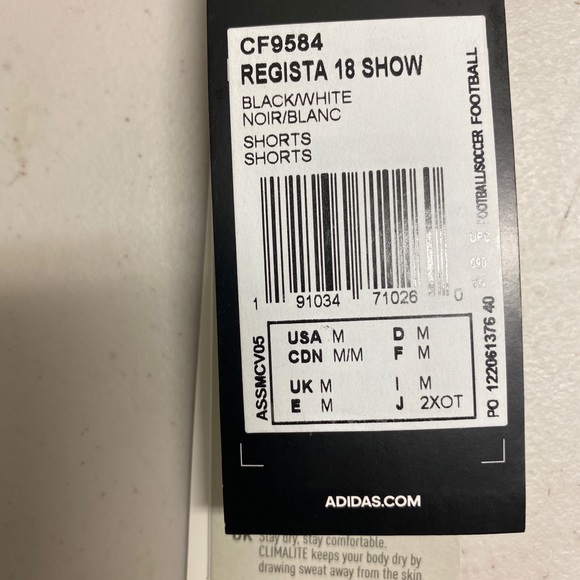 CF9584
REGISTA 18 SHOW
BLACK/WHITE
NOIR/BLANC
SHORTS
SHORTS
1 91034 71026 0
USA M D M
CDN M/M F M
UK M I M
E M J 2XOT
ASSMCV05
FOOTBALL/SOCCER FOOTBALL
UPC
PO 122061376 40
ADIDAS.COM
UK Stay dry, stay comfortable.
CLIMALITE keeps your body dry by
drawing sweat away from the skin